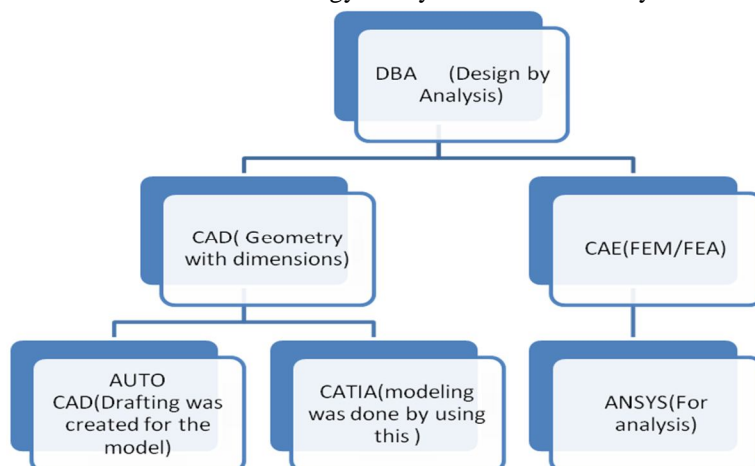 DBA (Design by
Analysis)
CAD( Geometry
with dimensions)
CAE(FEM/FEA)
AUTO
CAD(Drafting was
created for the
model)
CATIA(modeling
was done by using
this )
ANSYS(For
analysis)